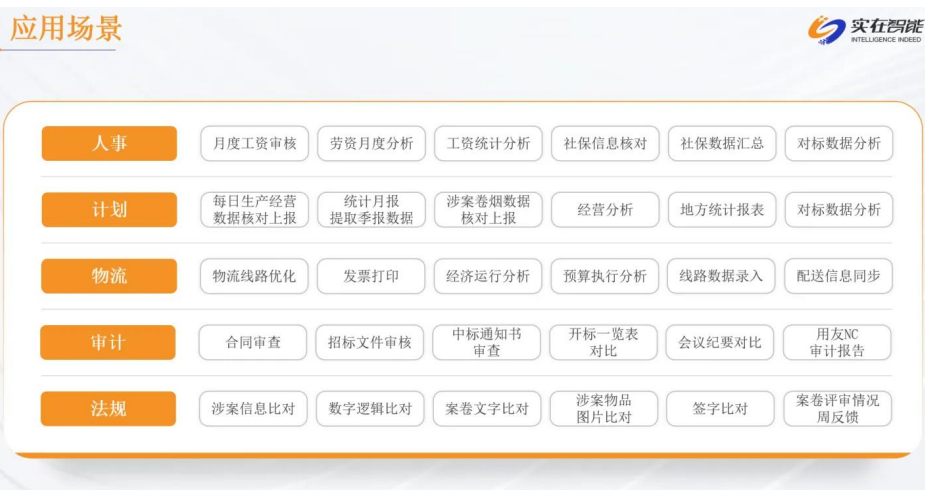 应用场景
实在智能
INTELLIGENCE INDEED
人事
月度工资审核
劳资月度分析
工资统计分析
社保信息核对
社保数据汇总
对标数据分析
计划
每日生产经营
数据核对上报
统计月报
提取季报数据
涉案卷烟数据
核对上报
经营分析
地方统计报表
对标数据分析
物流
物流线路优化
发票打印
经济运行分析
预算执行分析
线路数据录入
配送信息同步
审计
合同审查
招标文件审核
中标通知书
审查
开标一览表
对比
会议纪要对比
用友NC
审计报告
法规
涉案信息比对
数字逻辑比对
案卷文字比对
涉案物品
图片比对
签字比对
案卷评审情况
周反馈